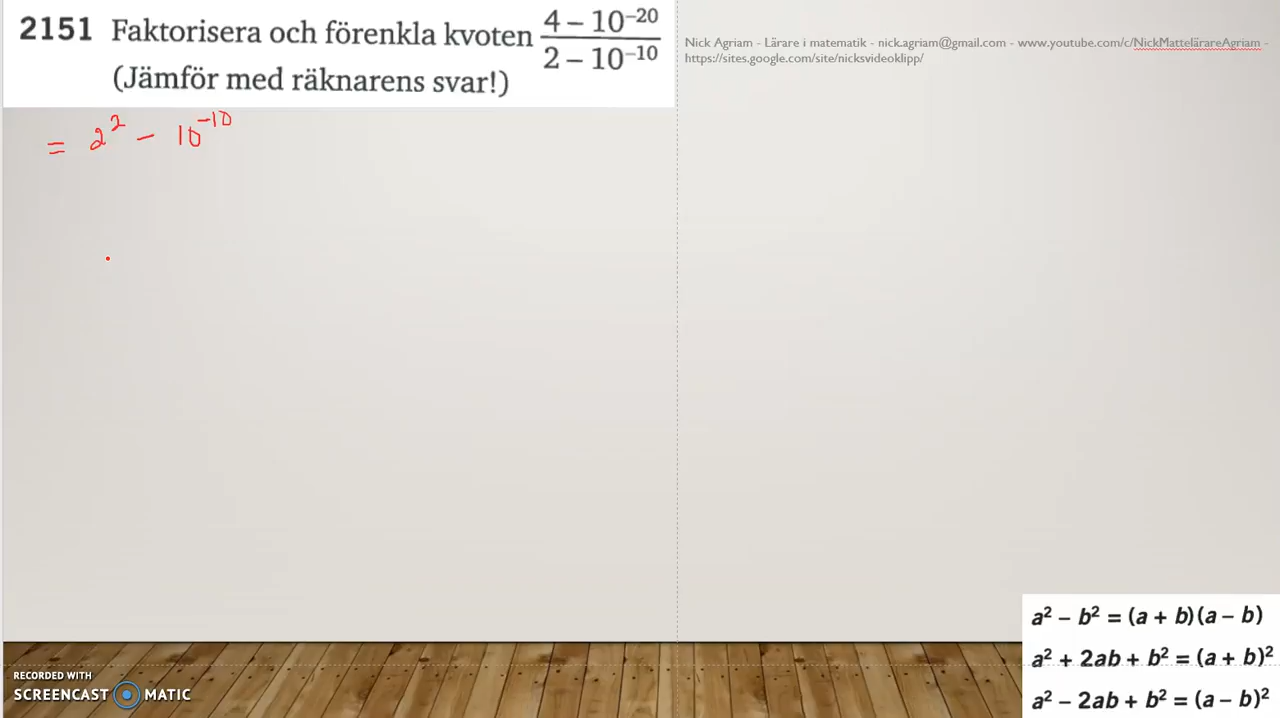 2151 Faktorisera och förenkla kvoten 4 – 10⁻²⁰ / 2 – 10⁻¹⁰
(Jämför med räknarens svar!)
Nick Agriam - Lärare i matematik - nick.agriam@gmail.com - www.youtube.com/c/NickMattelärareAgriam -
https://sites.google.com/site/nicksvideoklipp/
= 2² − 10⁻¹⁰
a² – b² = (a + b)(a – b)
a² + 2ab + b² = (a + b)²
a² – 2ab + b² = (a – b)²
RECORDED WITH
SCREENCAST MATIC